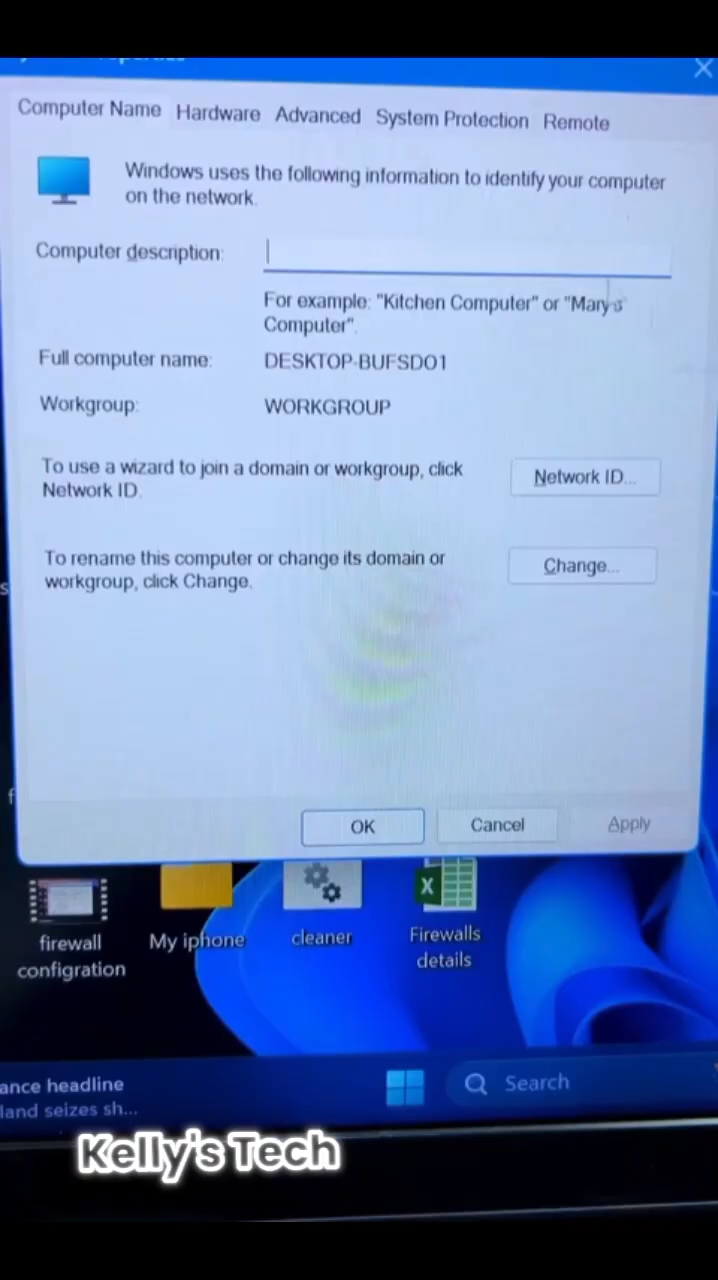 Computer Name Hardware Advanced System Protection Remote
Windows uses the following information to identify your computer
on the network.
Computer description:
For example: "Kitchen Computer" or "Mary's
Computer".
Full computer name: DESKTOP-BUFSDO1
Workgroup: WORKGROUP
To use a wizard to join a domain or workgroup, click
Network ID.
Network ID...
To rename this computer or change its domain or
workgroup, click Change.
Change...
OK Cancel Apply
firewall
configration
My iphone
cleaner
Firewalls
details
ance headline
land seizes sh...
Search
Kelly's Tech